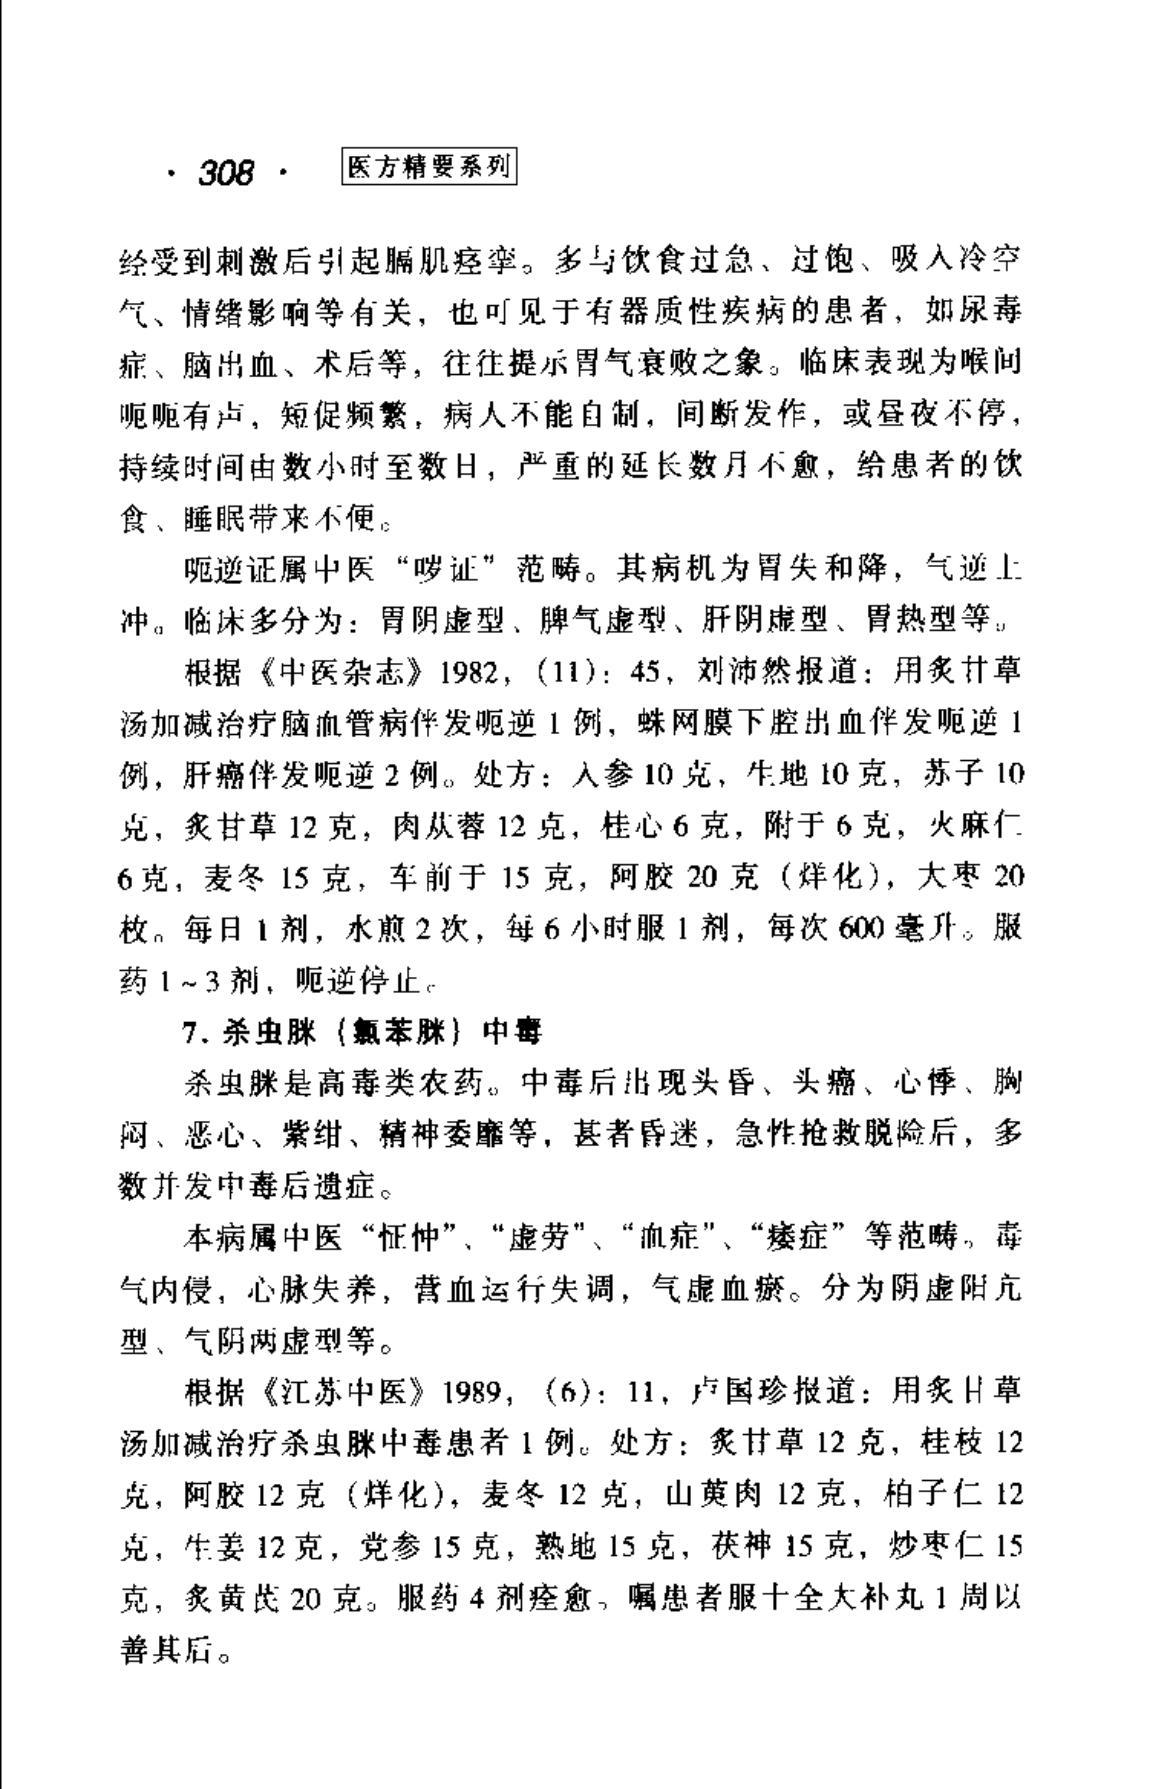 · 308 · 医方精要系列
经受到刺激后引起膈肌痉挛。多与饮食过急、过饱、吸入冷空
气、情绪影响等有关，也可见于有器质性疾病的患者，如尿毒
症、脑出血、术后等，往往提示胃气衰败之象。临床表现为喉间
呃呃有声，短促频繁，病人不能自制，间断发作，或昼夜不停，
持续时间由数小时至数日，严重的延长数月不愈，给患者的饮
食、睡眠带来不便。
呃逆证属中医“哕证”范畴。其病机为胃失和降，气逆上
冲。临床多分为：胃阴虚型、脾气虚型、肝阴虚型、胃热型等。
根据《中医杂志》1982，（11）：45，刘沛然报道：用炙甘草
汤加减治疗脑血管病伴发呃逆 1 例，蛛网膜下腔出血伴发呃逆 1
例，肝癌伴发呃逆 2 例。处方：人参 10 克，生地 10 克，苏子 10
克，炙甘草 12 克，肉苁蓉 12 克，桂心 6 克，附子 6 克，火麻仁
6 克，麦冬 15 克，车前子 15 克，阿胶 20 克（烊化），大枣 20
枚。每日 1 剂，水煎 2 次，每 6 小时服 1 剂，每次 600 毫升。服
药 1～3 剂，呃逆停止。
7. 杀虫脒（氯苯脒）中毒
杀虫脒是高毒类农药。中毒后出现头昏、头痛、心悸、胸
闷、恶心、紫绀、精神委靡等，甚者昏迷，急性抢救脱险后，多
数并发中毒后遗症。
本病属中医“怔忡”、“虚劳”、“血症”、“痿症”等范畴。毒
气内侵，心脉失养，营血运行失调，气虚血瘀。分为阴虚阳亢
型、气阴两虚型等。
根据《江苏中医》1989，（6）：11，卢国珍报道：用炙甘草
汤加减治疗杀虫脒中毒患者 1 例。处方：炙甘草 12 克，桂枝 12
克，阿胶 12 克（烊化），麦冬 12 克，山萸肉 12 克，柏子仁 12
克，生姜 12 克，党参 15 克，熟地 15 克，茯神 15 克，炒枣仁 15
克，炙黄芪 20 克。服药 4 剂痊愈。嘱患者服十全大补丸 1 周以
善其后。